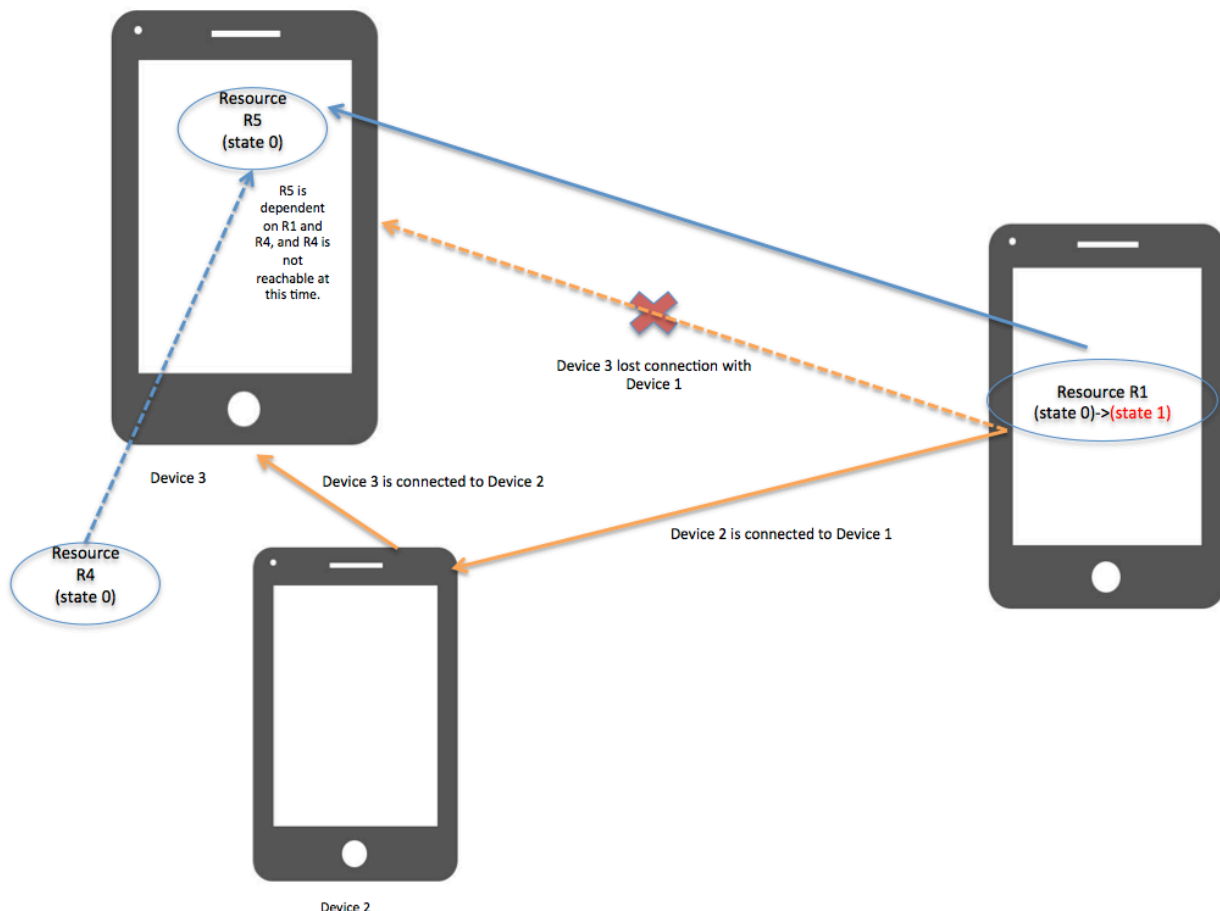 Resource
R5
(state 0)
R5 is
dependent
on R1 and
R4, and R4 is
not
reachable at
this time.
Device 3 lost connection with
Device 1
Resource R1
(state 0)->(state 1)
Device 3
Device 3 is connected to Device 2
Device 2 is connected to Device 1
Resource
R4
(state 0)
Device 2